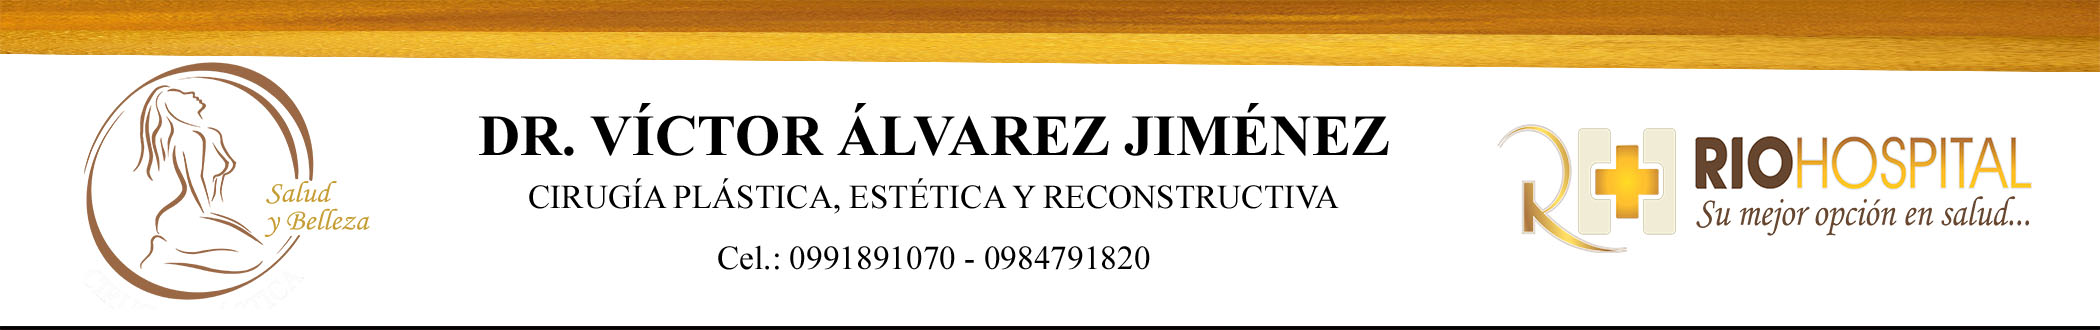 Salud
y Belleza
DR. VÍCTOR ÁLVAREZ JIMÉNEZ
CIRUGÍA PLÁSTICA, ESTÉTICA Y RECONSTRUCTIVA
Cel.: 0991891070 - 0984791820
RH
RIOHOSPITAL
Su mejor opción en salud...